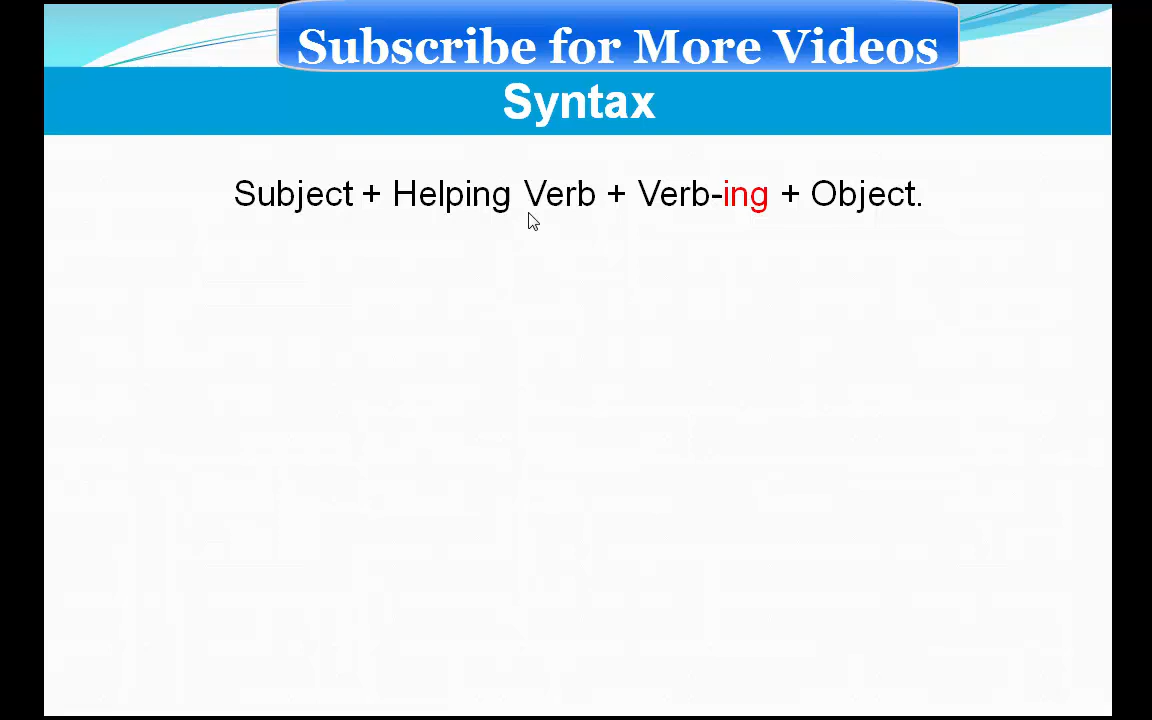 Subscribe for More Videos
Syntax
Subject + Helping Verb + Verb-ing + Object.